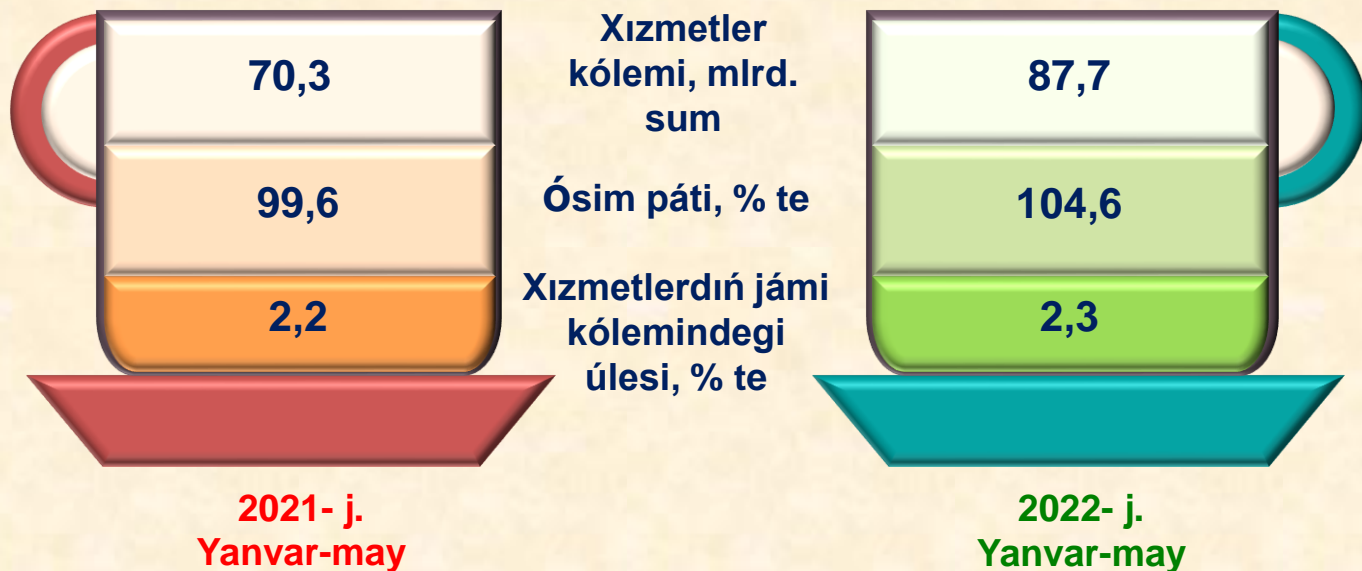 70,3
Xızmetler
kólemi, mlrd.
sum
87,7
99,6
Ósim páti, % te
104,6
2,2
Xızmetlerdıń jámi
kólemindegi
úlesi, % te
2,3
2021- j.
Yanvar-may
2022- j.
Yanvar-may